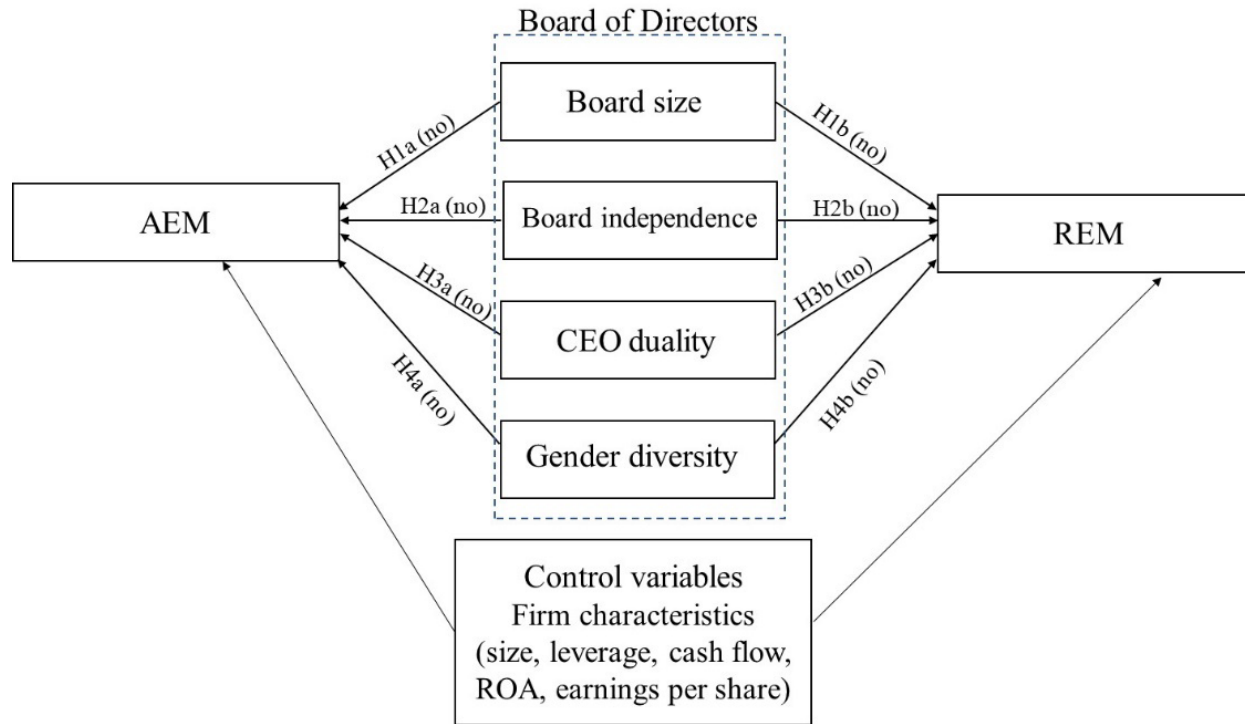 Board of Directors
Board size
H1a (no)
H1b (no)
AEM
H2a (no)
Board independence
H2b (no)
REM
H3a (no)
H3b (no)
CEO duality
H4a (no)
H4b (no)
Gender diversity
Control variables
Firm characteristics
(size, leverage, cash flow,
ROA, earnings per share)